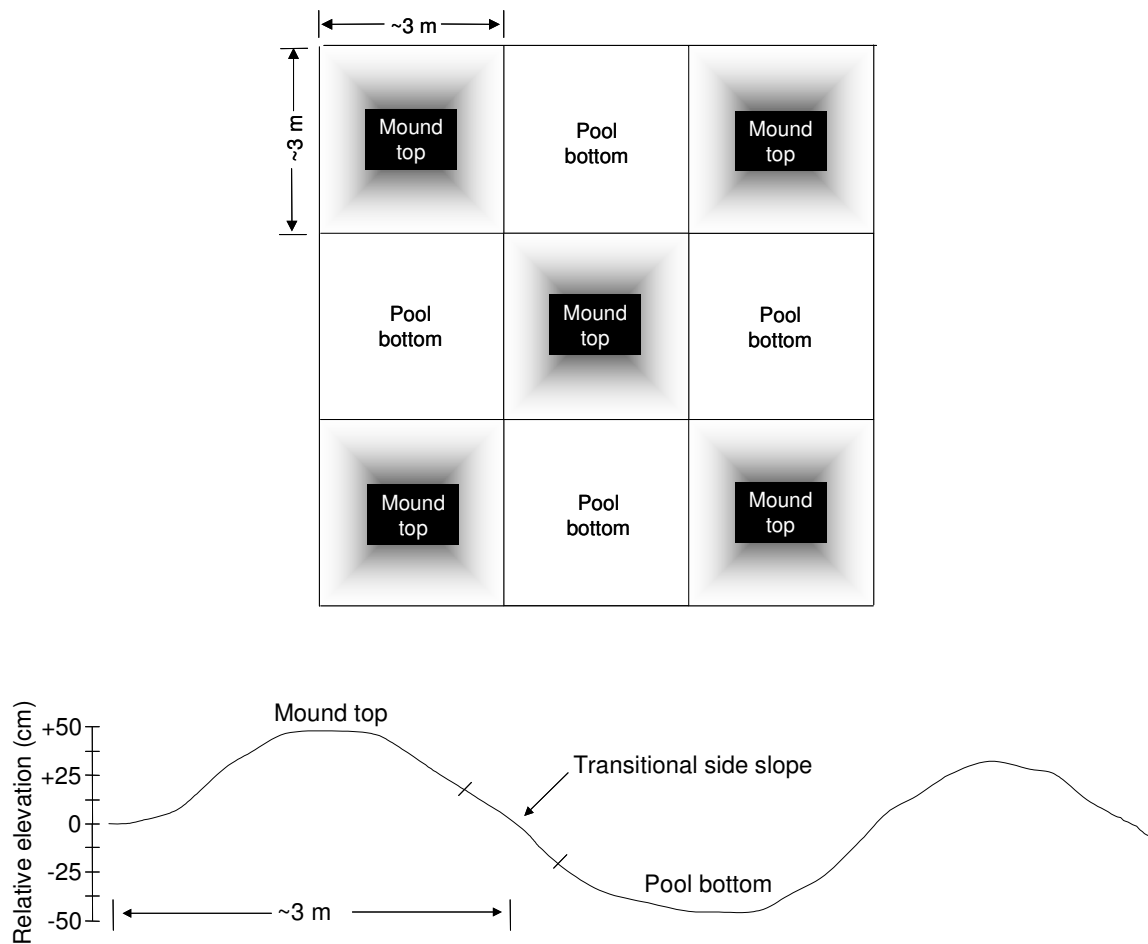 ~3 m
~3 m
Mound
top
Pool
bottom
Mound
top
Pool
bottom
Mound
top
Pool
bottom
Mound
top
Pool
bottom
Mound
top
Relative elevation (cm)
+50
+25
0
-25
-50
Mound top
Transitional side slope
Pool bottom
~3 m